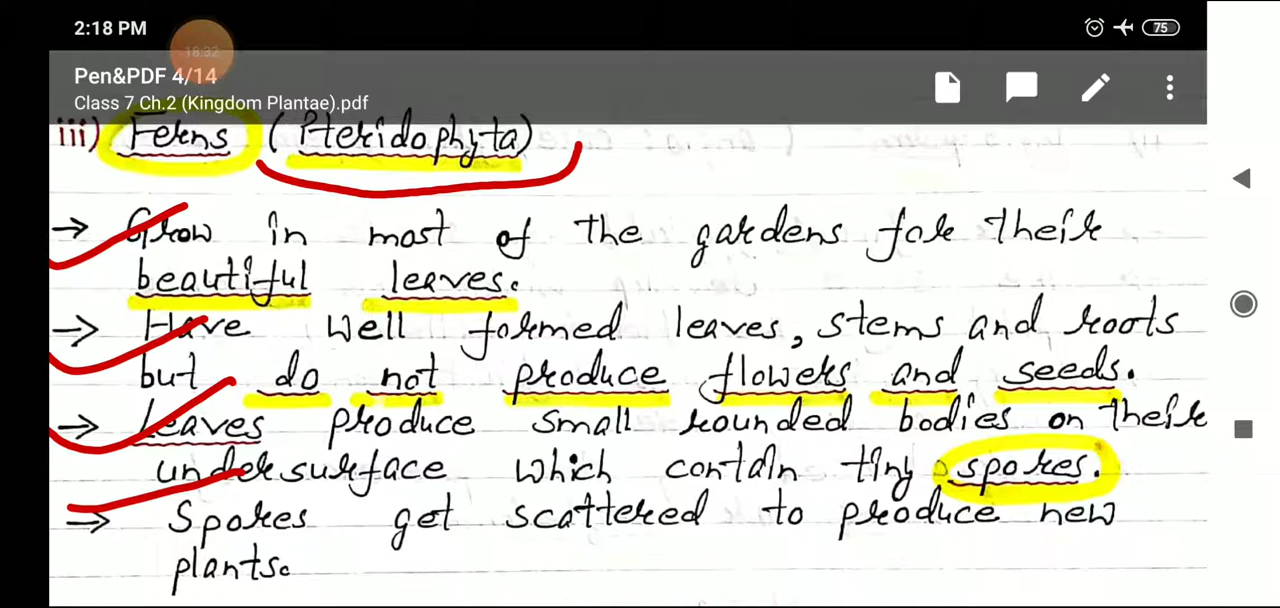 2:18 PM
75
18:32
Pen&PDF 4/14
Class 7 Ch.2 (Kingdom Plantae).pdf
iii) Ferns (Pteridophyta)
→ Grow in most of the gardens for their
beautiful leaves.
→ Have well formed leaves, stems and roots
but do not produce flowers and seeds.
→ Leaves produce small rounded bodies on their
undersurface which contain tiny spores.
→ Spores get scattered to produce new
plants.